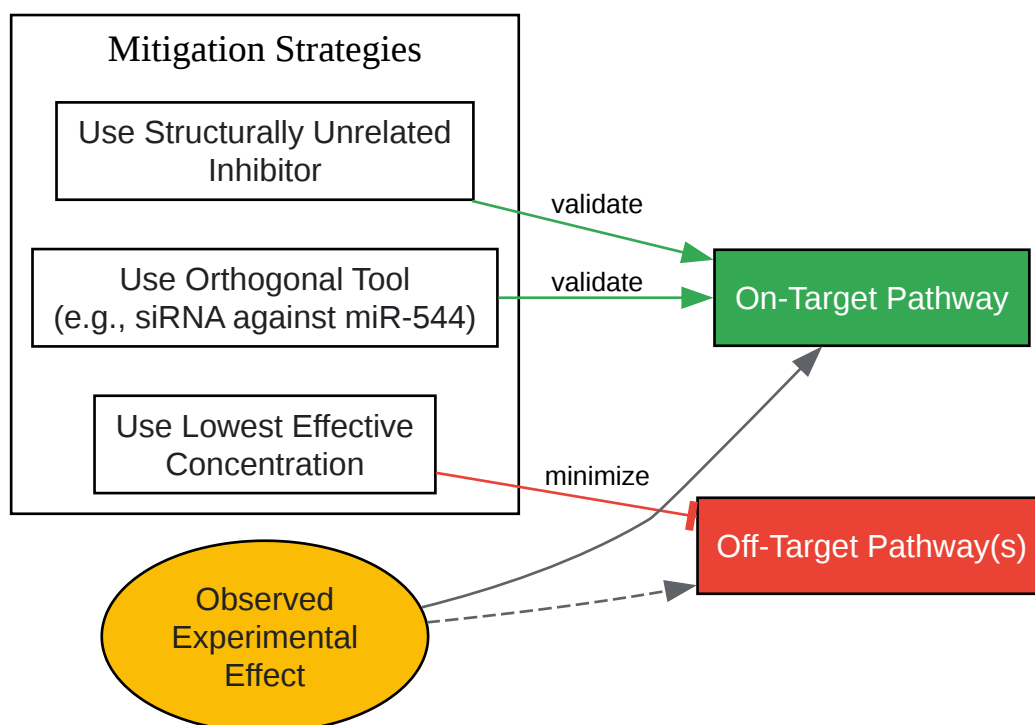 Mitigation Strategies
Use Structurally Unrelated
Inhibitor
validate
Use Orthogonal Tool
(e.g., siRNA against miR-544)
validate
On-Target Pathway
Use Lowest Effective
Concentration
minimize
Off-Target Pathway(s)
Observed
Experimental
Effect